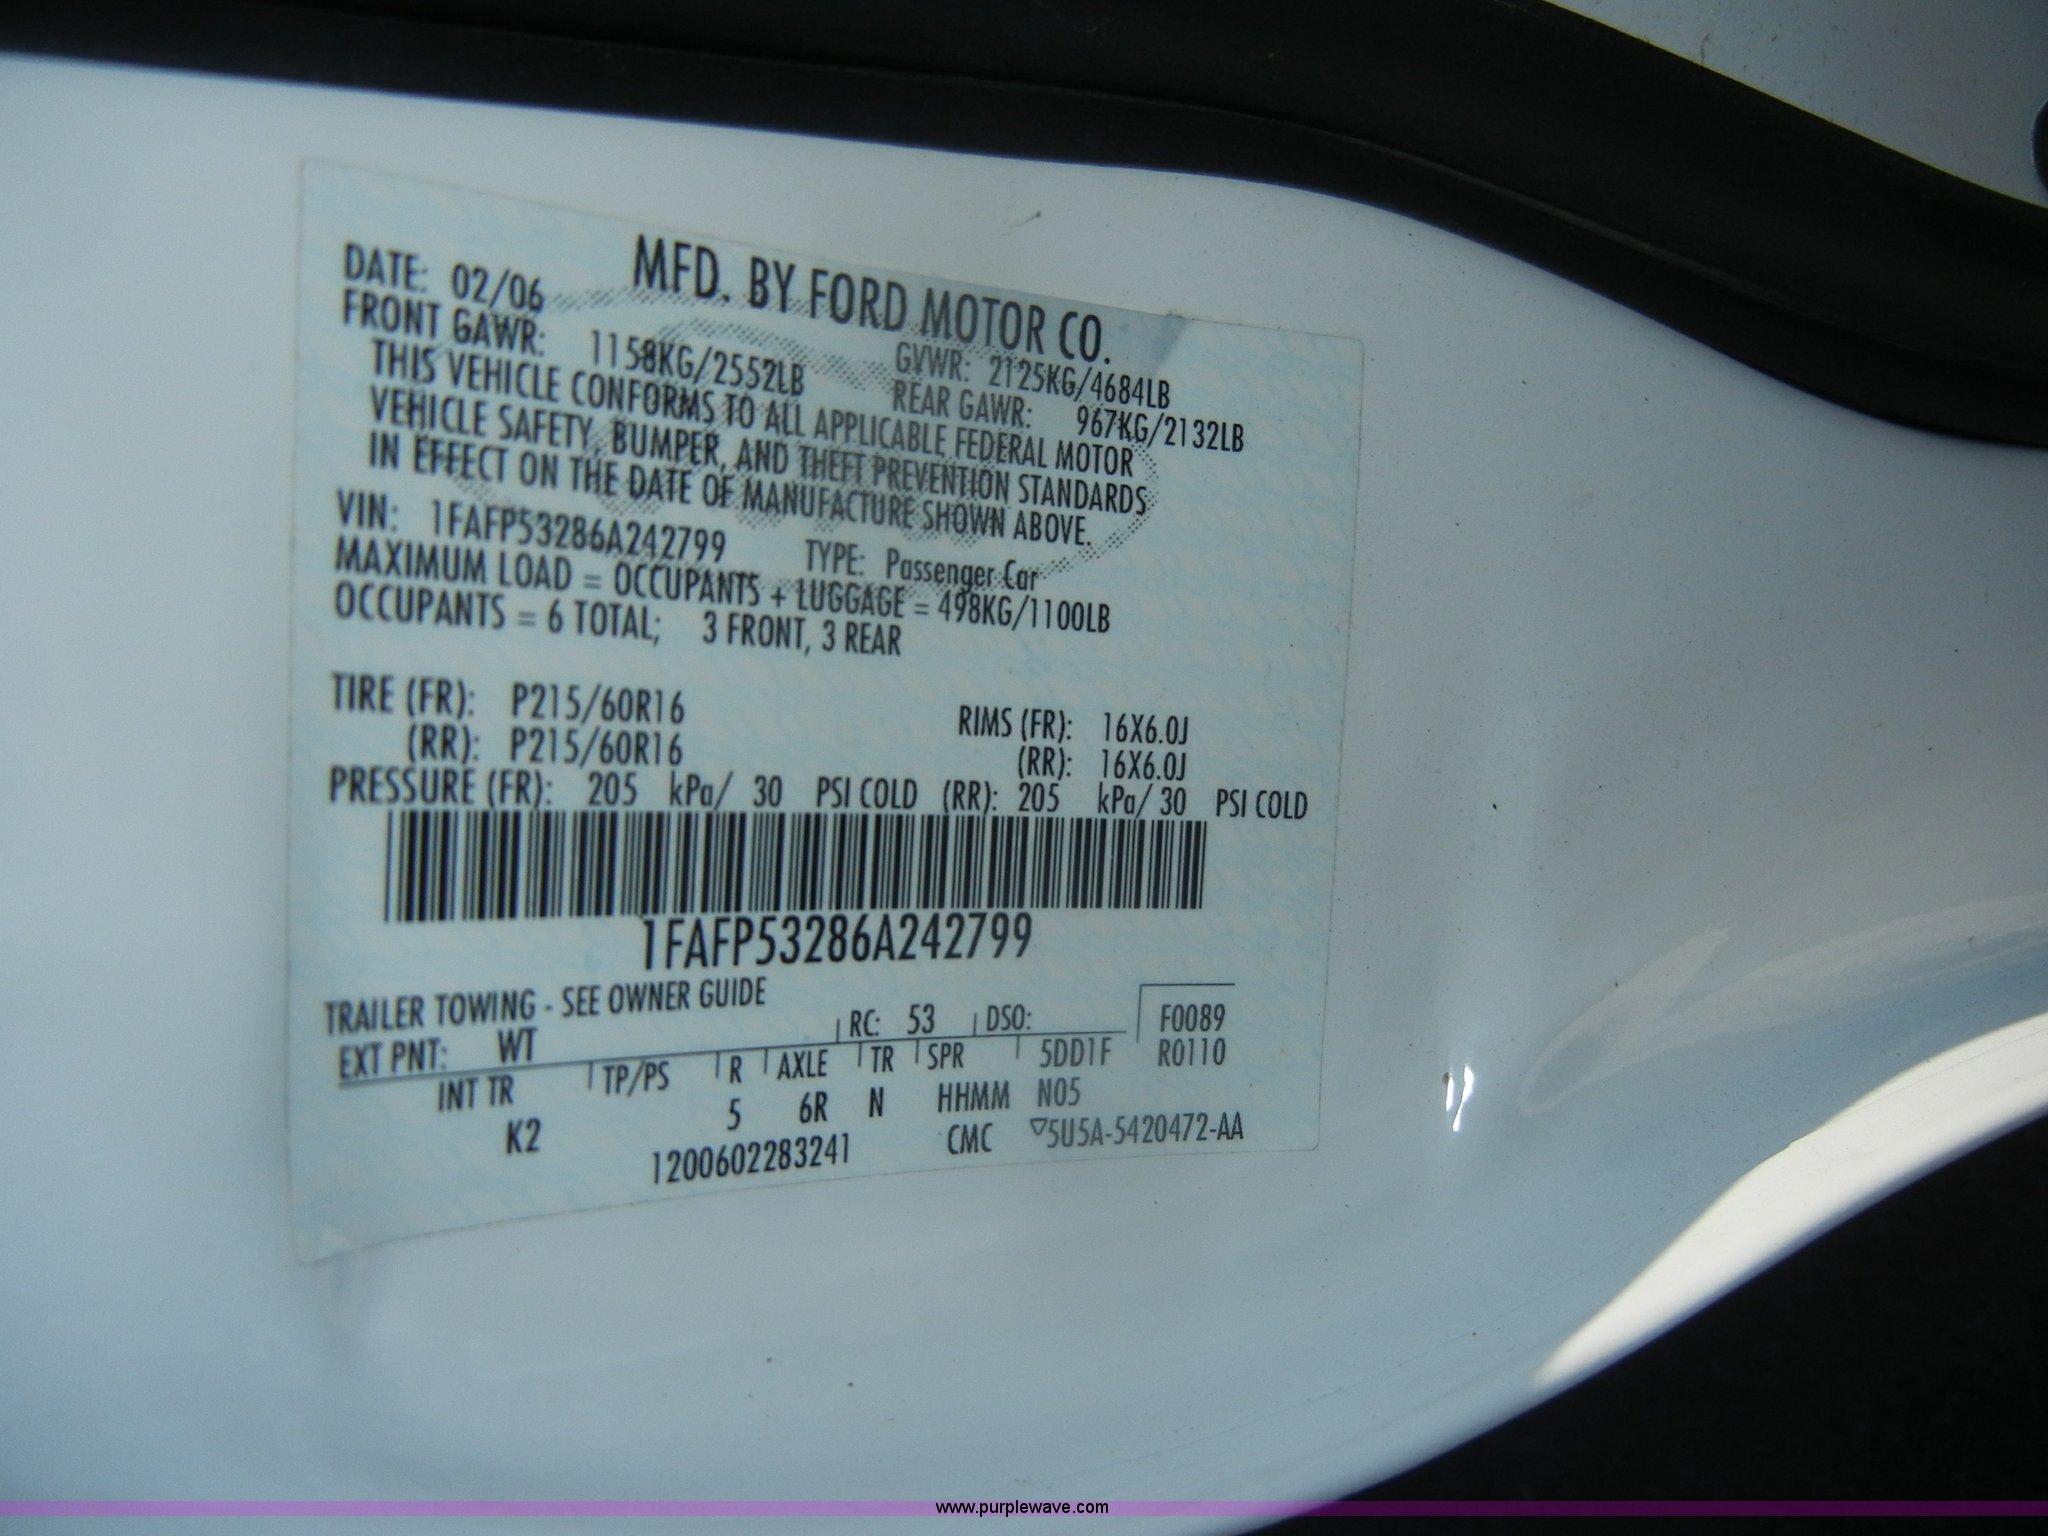 MFD. BY FORD MOTOR CO.
DATE: 02/06 GVWR: 2125KG/4684LB
FRONT GAWR: 1158KG/2552LB REAR GAWR: 967KG/2132LB
THIS VEHICLE CONFORMS TO ALL APPLICABLE FEDERAL MOTOR
VEHICLE SAFETY, BUMPER, AND THEFT PREVENTION STANDARDS
IN EFFECT ON THE DATE OF MANUFACTURE SHOWN ABOVE.
VIN: 1FAFP53286A242799 TYPE: Passenger Car
MAXIMUM LOAD = OCCUPANTS + LUGGAGE = 498KG/1100LB
OCCUPANTS = 6 TOTAL; 3 FRONT, 3 REAR
TIRE (FR): P215/60R16 RIMS (FR): 16X6.0J
(RR): P215/60R16 (RR): 16X6.0J
PRESSURE (FR): 205 kPa/ 30 PSI COLD (RR): 205 kPa/ 30 PSI COLD
1FAFP53286A242799
TRAILER TOWING - SEE OWNER GUIDE
EXT PNT: WT RC: 53 DSO: F0089
INT TR TP/PS R AXLE TR SPR 5DD1F R0110
K2 5 6R N HHMM N05
1200602283241 CMC ▽5U5A-5420472-AA
www.purplewave.com